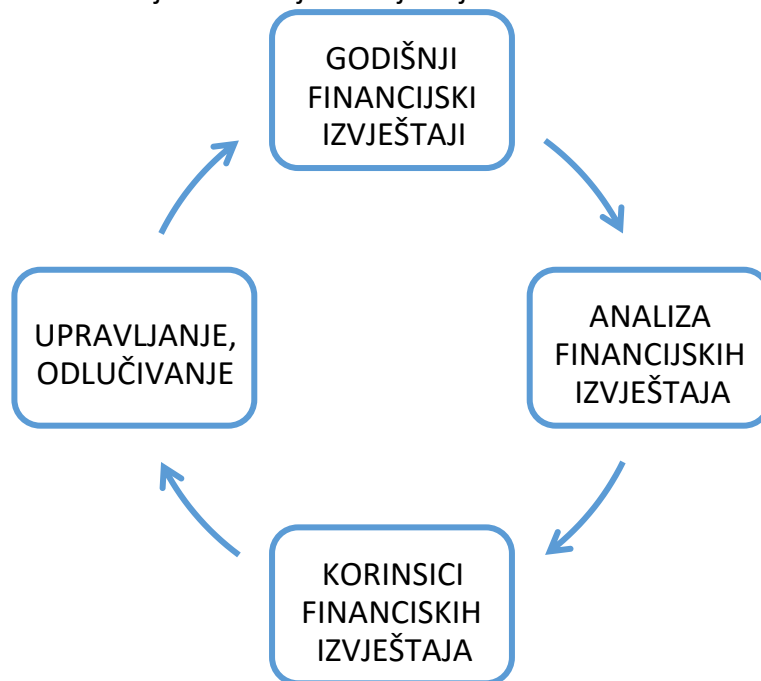 GODIŠNJI
FINANCIJSKI
IZVJEŠTAJI
ANALIZA
FINANCIJSKIH
IZVJEŠTAJA
KORINSICI
FINANCISKIH
IZVJEŠTAJA
UPRAVLJANJE,
ODLUČIVANJE